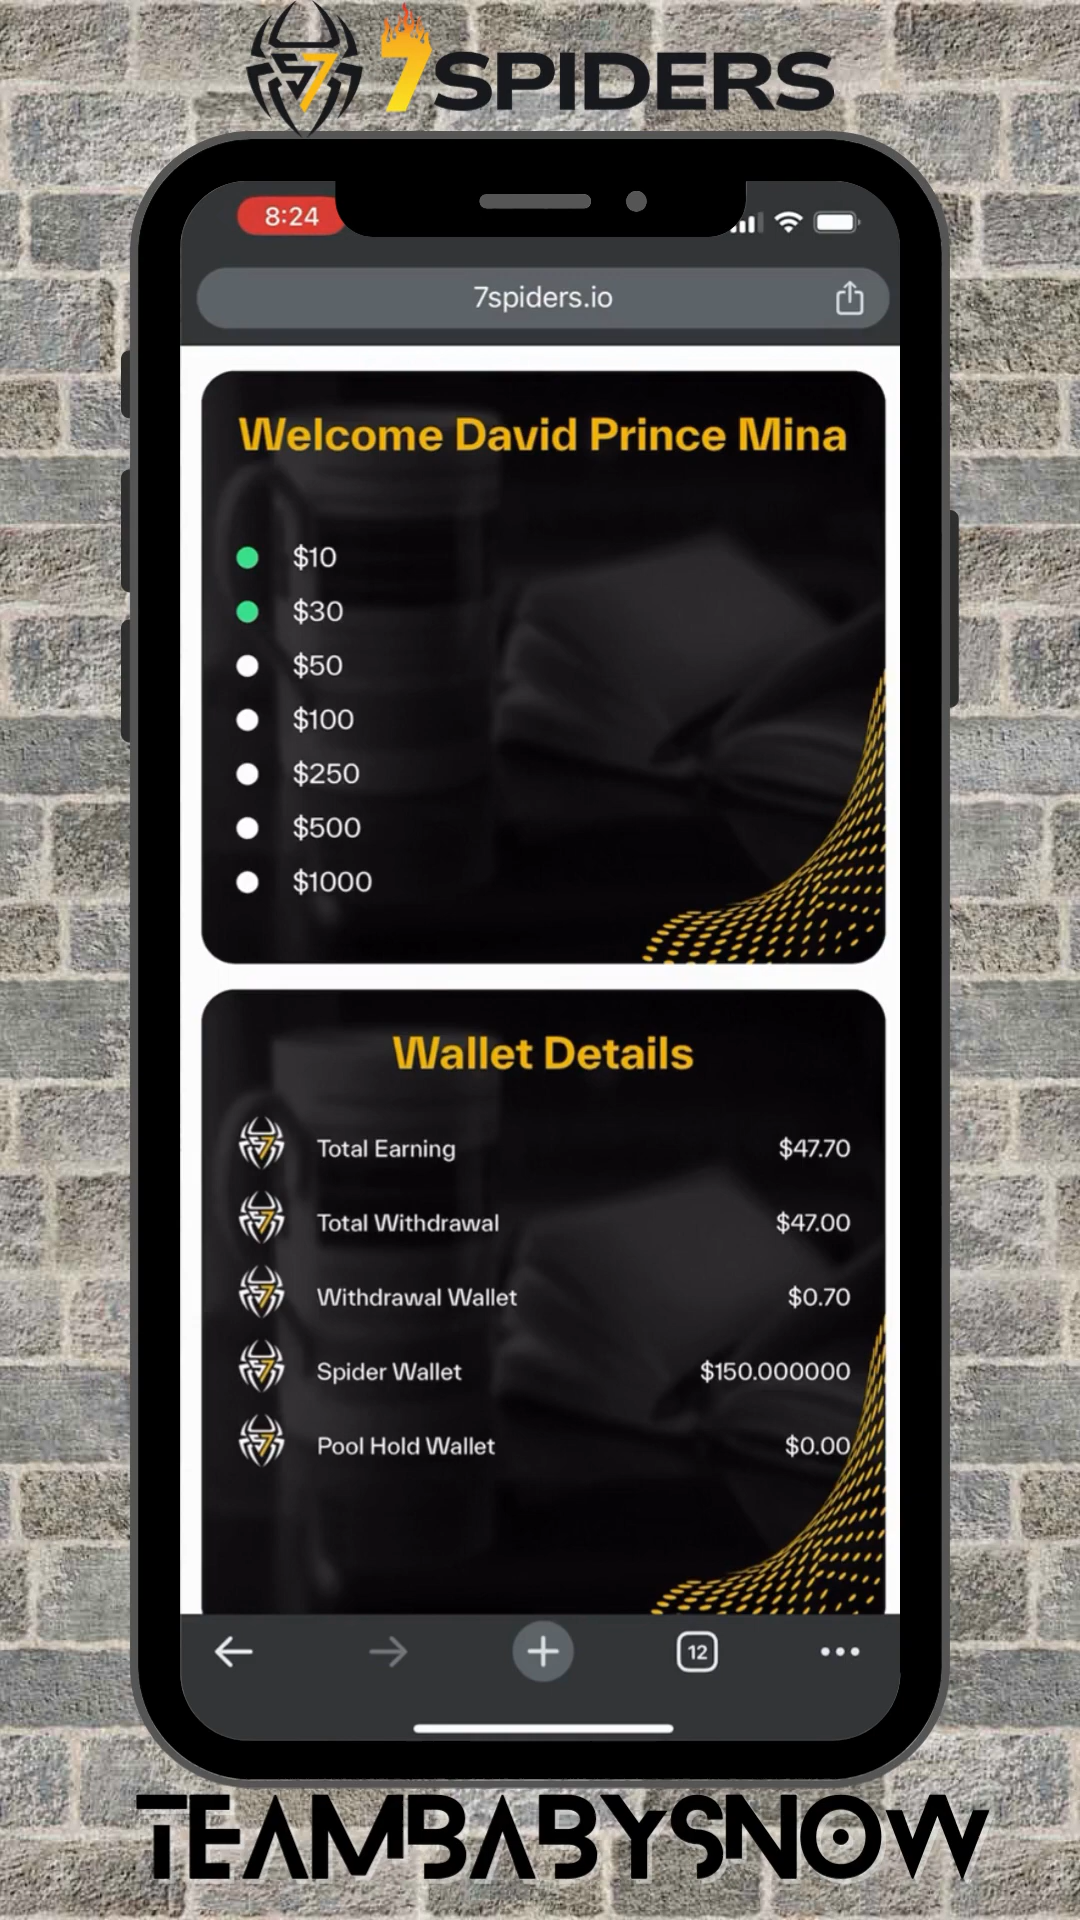 7SPIDERS
8:24
7spiders.io
Welcome David Prince Mina
$10
$30
$50
$100
$250
$500
$1000
Wallet Details
Total Earning $47.70
Total Withdrawal $47.00
Withdrawal Wallet $0.70
Spider Wallet $150.000000
Pool Hold Wallet $0.00
12
TEAMBABYSNOW